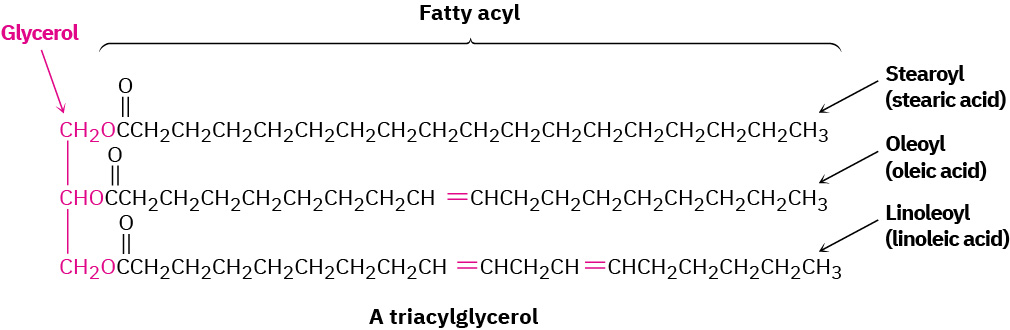 Fatty acyl
Glycerol
Stearoyl
(stearic acid)
O
CH₂OCCH₂CH₂CH₂CH₂CH₂CH₂CH₂CH₂CH₂CH₂CH₂CH₂CH₂CH₂CH₂CH₂CH₃
Oleoyl
(oleic acid)
O
CHOCCH₂CH₂CH₂CH₂CH₂CH₂CH₂CH=CHCH₂CH₂CH₂CH₂CH₂CH₂CH₂CH₃
Linoleoyl
(linoleic acid)
O
CH₂OCCH₂CH₂CH₂CH₂CH₂CH₂CH₂CH=CHCH₂CH=CHCH₂CH₂CH₂CH₂CH₃
A triacylglycerol